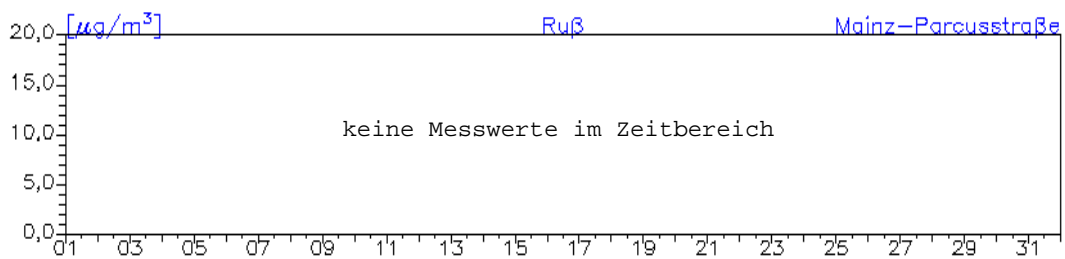 [µg/m³] Ruß Mainz-Parcusstraße
20,0
15,0
10,0
keine Messwerte im Zeitbereich
5,0
0,0
01 03 05 07 09 11 13 15 17 19 21 23 25 27 29 31